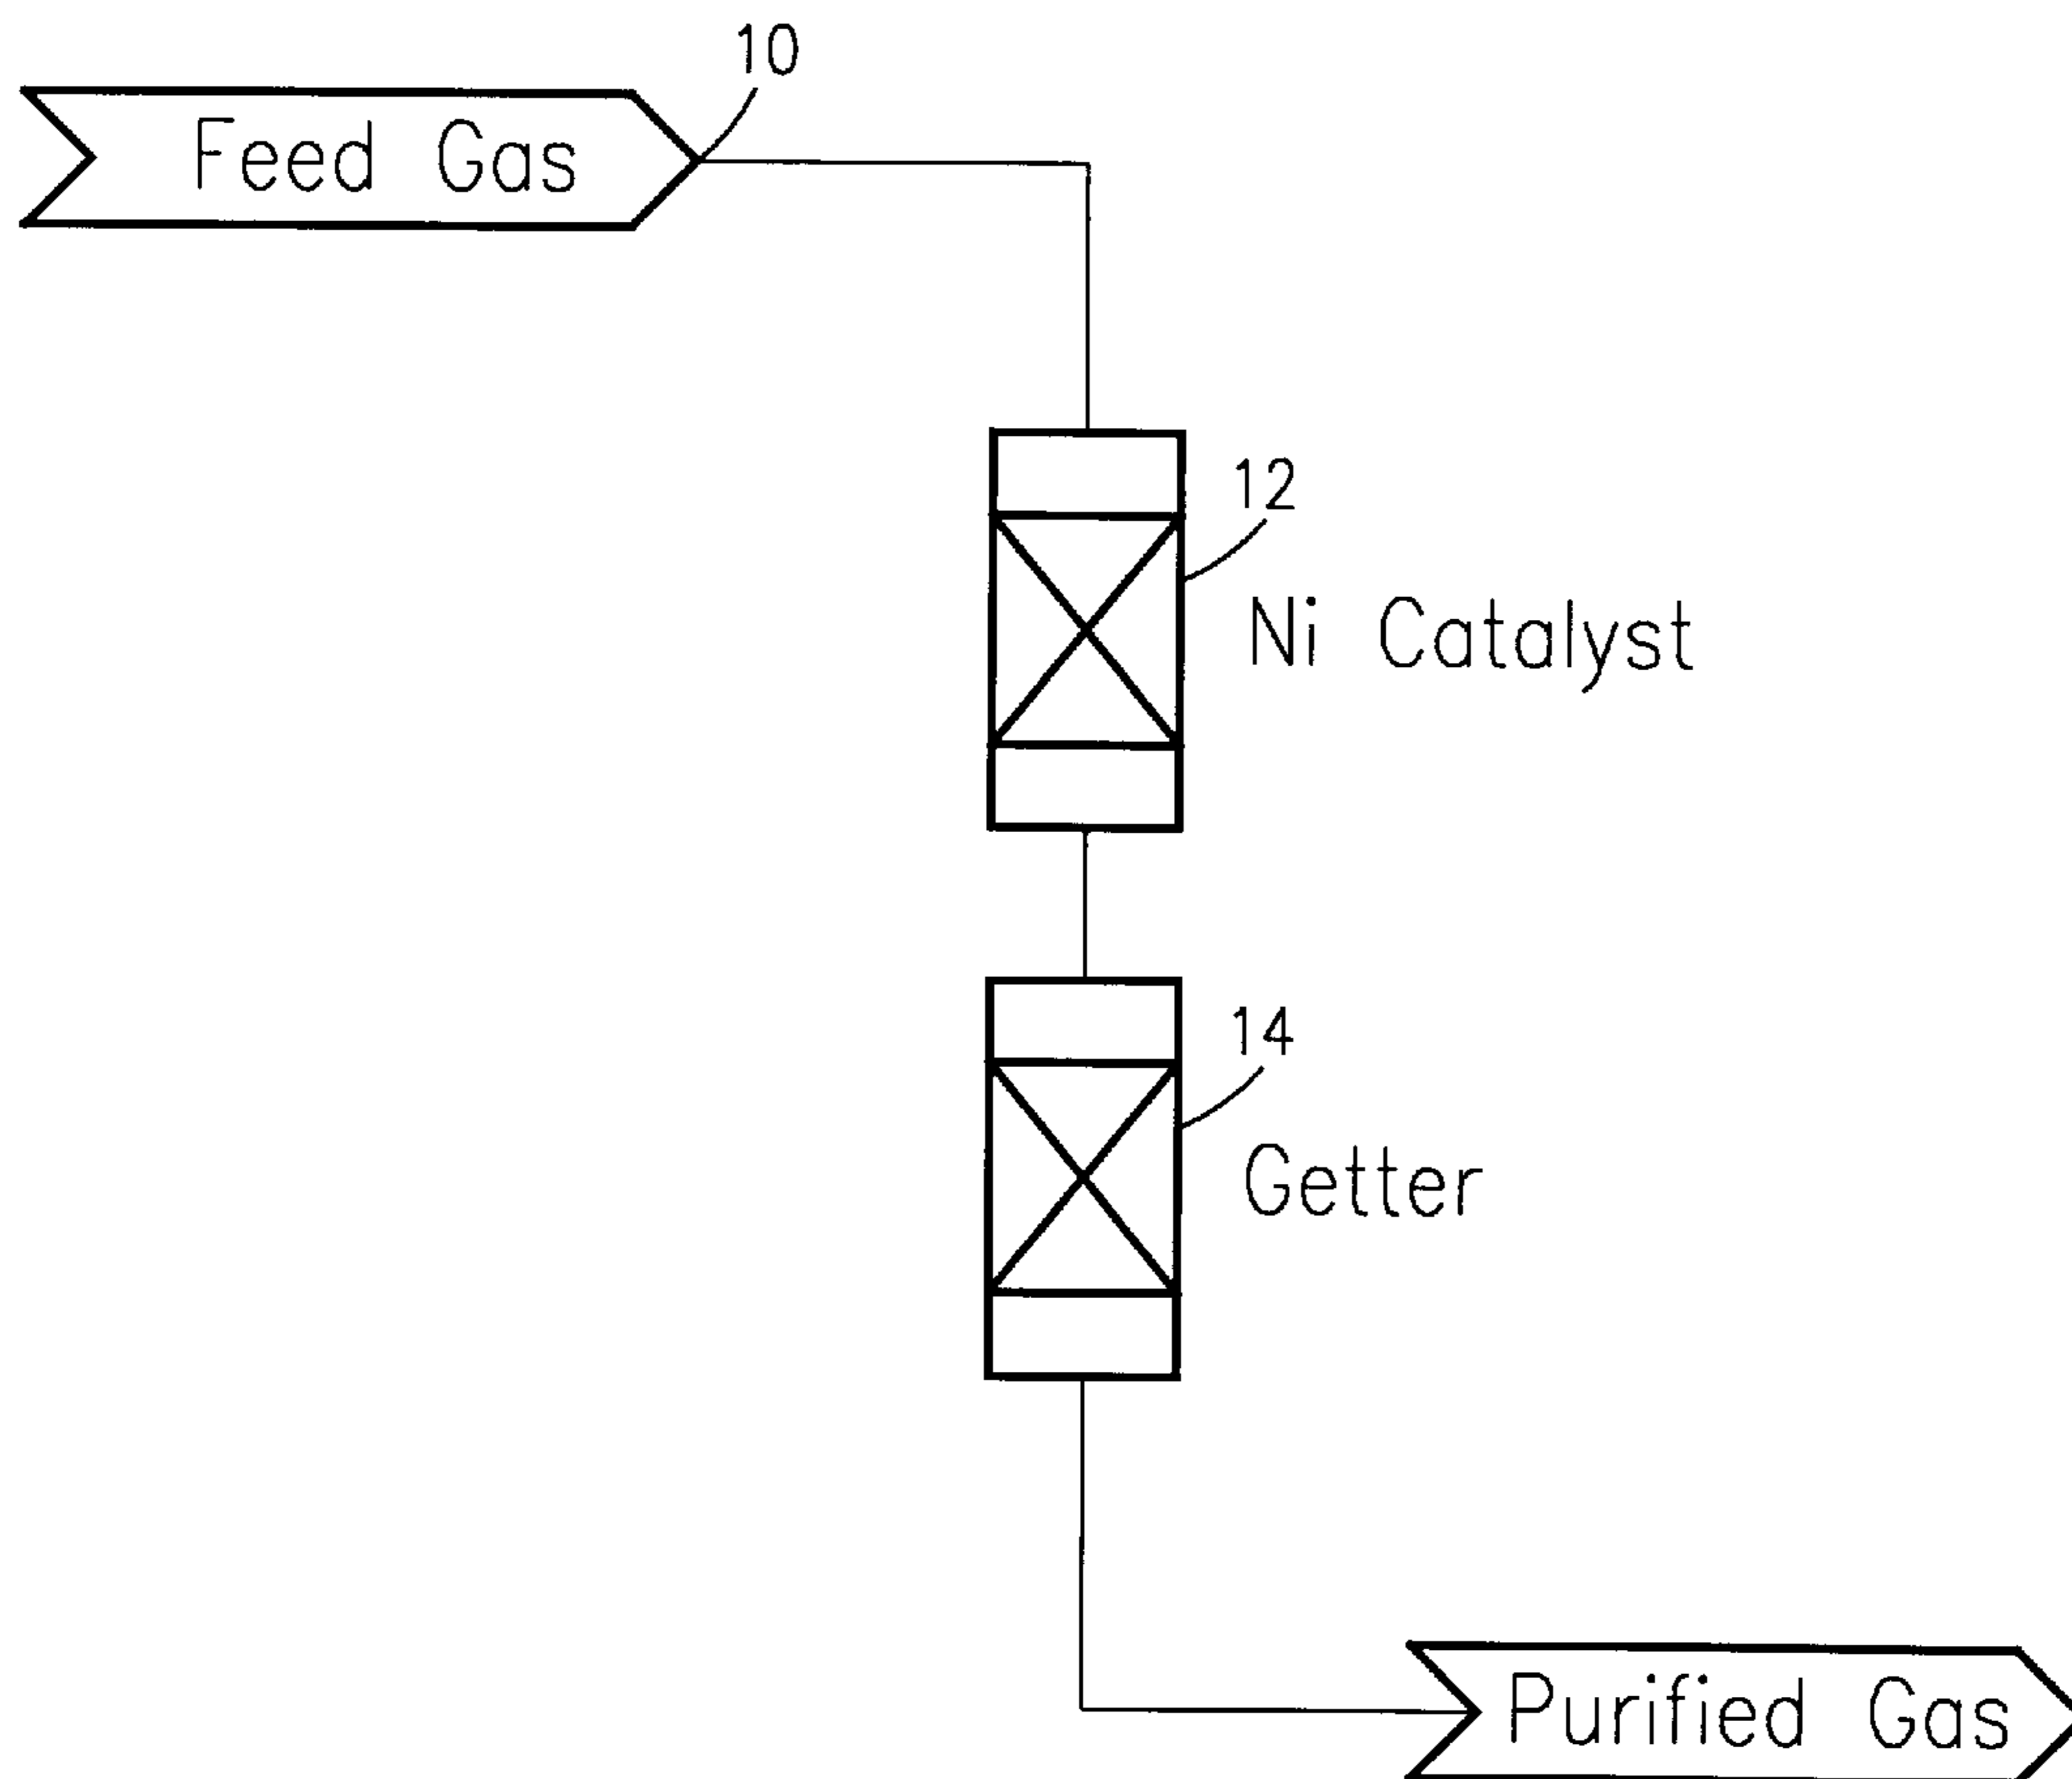 10
Feed Gas
12
Ni Catalyst
14
Getter
Purified Gas